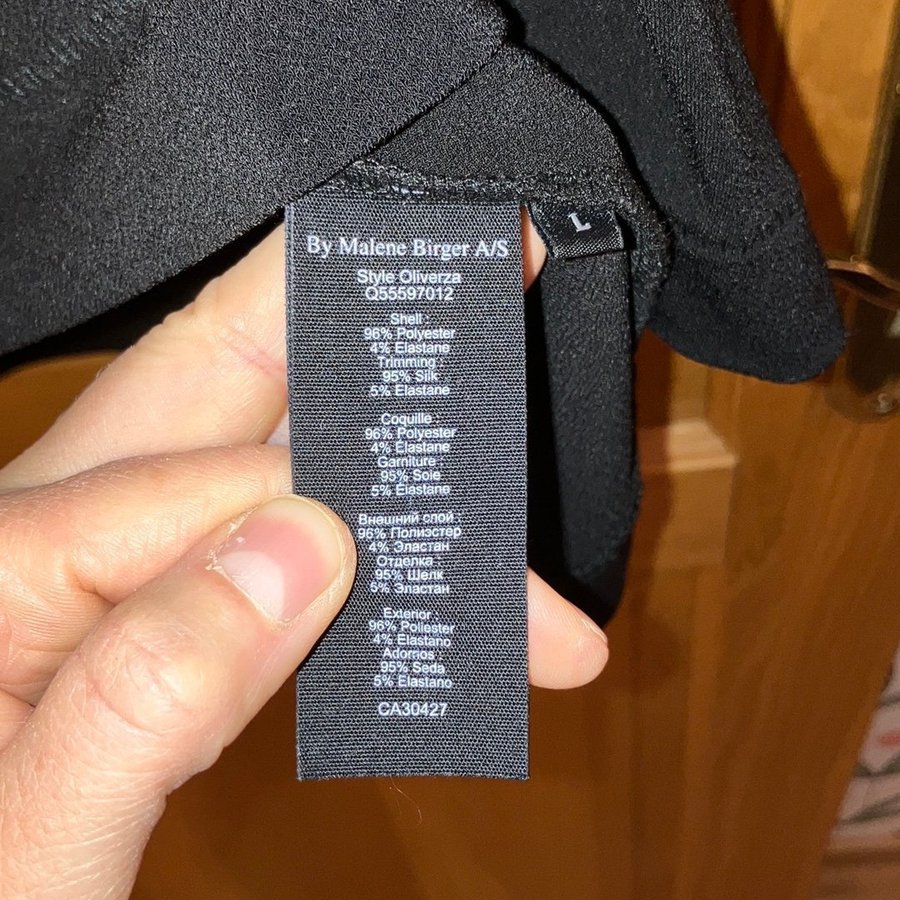 By Malene Birger A/S
L
Style Oliverza
Q55597012
Shell :
96% Polyester
4% Elastane
Trimming :
95% Silk
5% Elastane
Coquille :
96% Polyester
4% Elastane
Garniture :
95% Soie
5% Elastane
Внешний слой :
96% Полиэстер
4% Эластан
Отделка :
95% Шелк
5% Эластан
Exterior :
96% Poliester
4% Elastano
Adornos :
95% Seda
5% Elastano
CA30427